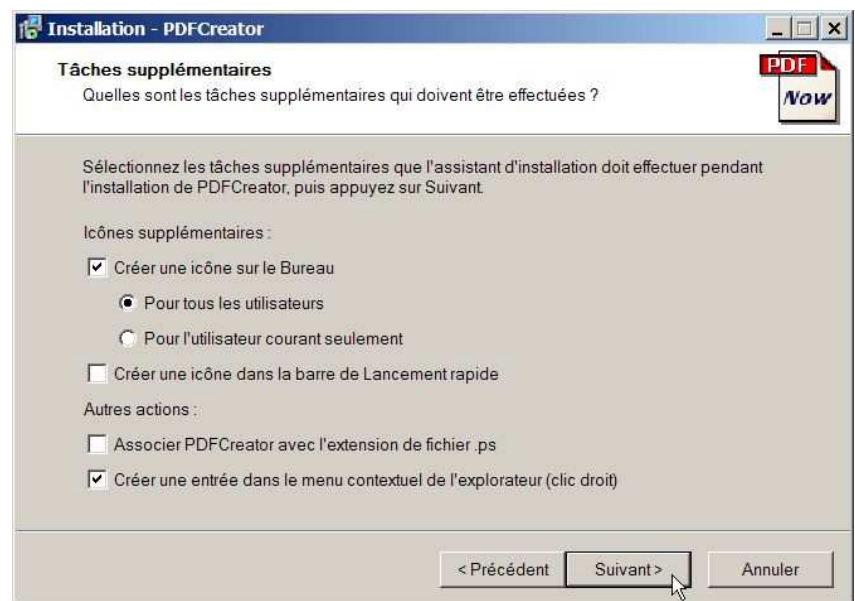 Installation - PDFCreator
Tâches supplémentaires
Quelles sont les tâches supplémentaires qui doivent être effectuées ?
PDF
Now
Sélectionnez les tâches supplémentaires que l'assistant d'installation doit effectuer pendant
l'installation de PDFCreator, puis appuyez sur Suivant.
Icônes supplémentaires :
Créer une icône sur le Bureau
Pour tous les utilisateurs
Pour l'utilisateur courant seulement
Créer une icône dans la barre de Lancement rapide
Autres actions :
Associer PDFCreator avec l'extension de fichier .ps
Créer une entrée dans le menu contextuel de l'explorateur (clic droit)
< Précédent Suivant > Annuler